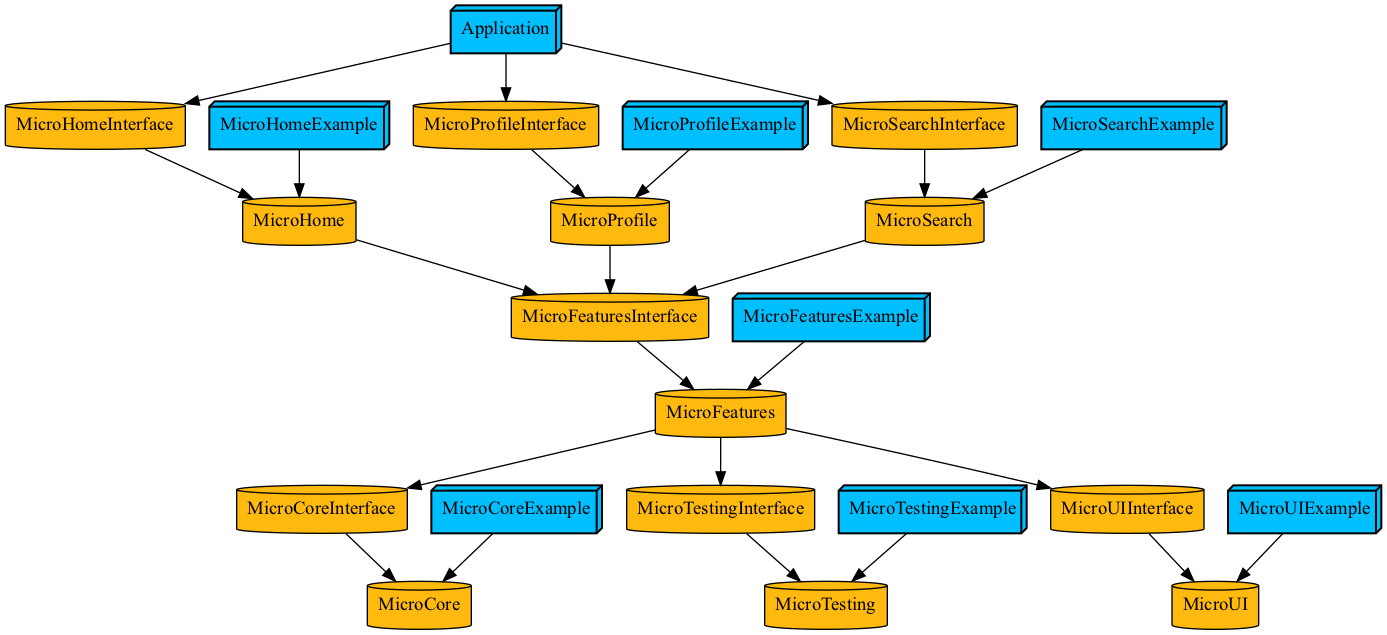 Application
MicroHomeInterface
MicroHomeExample
MicroProfileInterface
MicroProfileExample
MicroSearchInterface
MicroSearchExample
MicroHome
MicroProfile
MicroSearch
MicroFeaturesInterface
MicroFeaturesExample
MicroFeatures
MicroCoreInterface
MicroCoreExample
MicroTestingInterface
MicroTestingExample
MicroUIInterface
MicroUIExample
MicroCore
MicroTesting
MicroUI